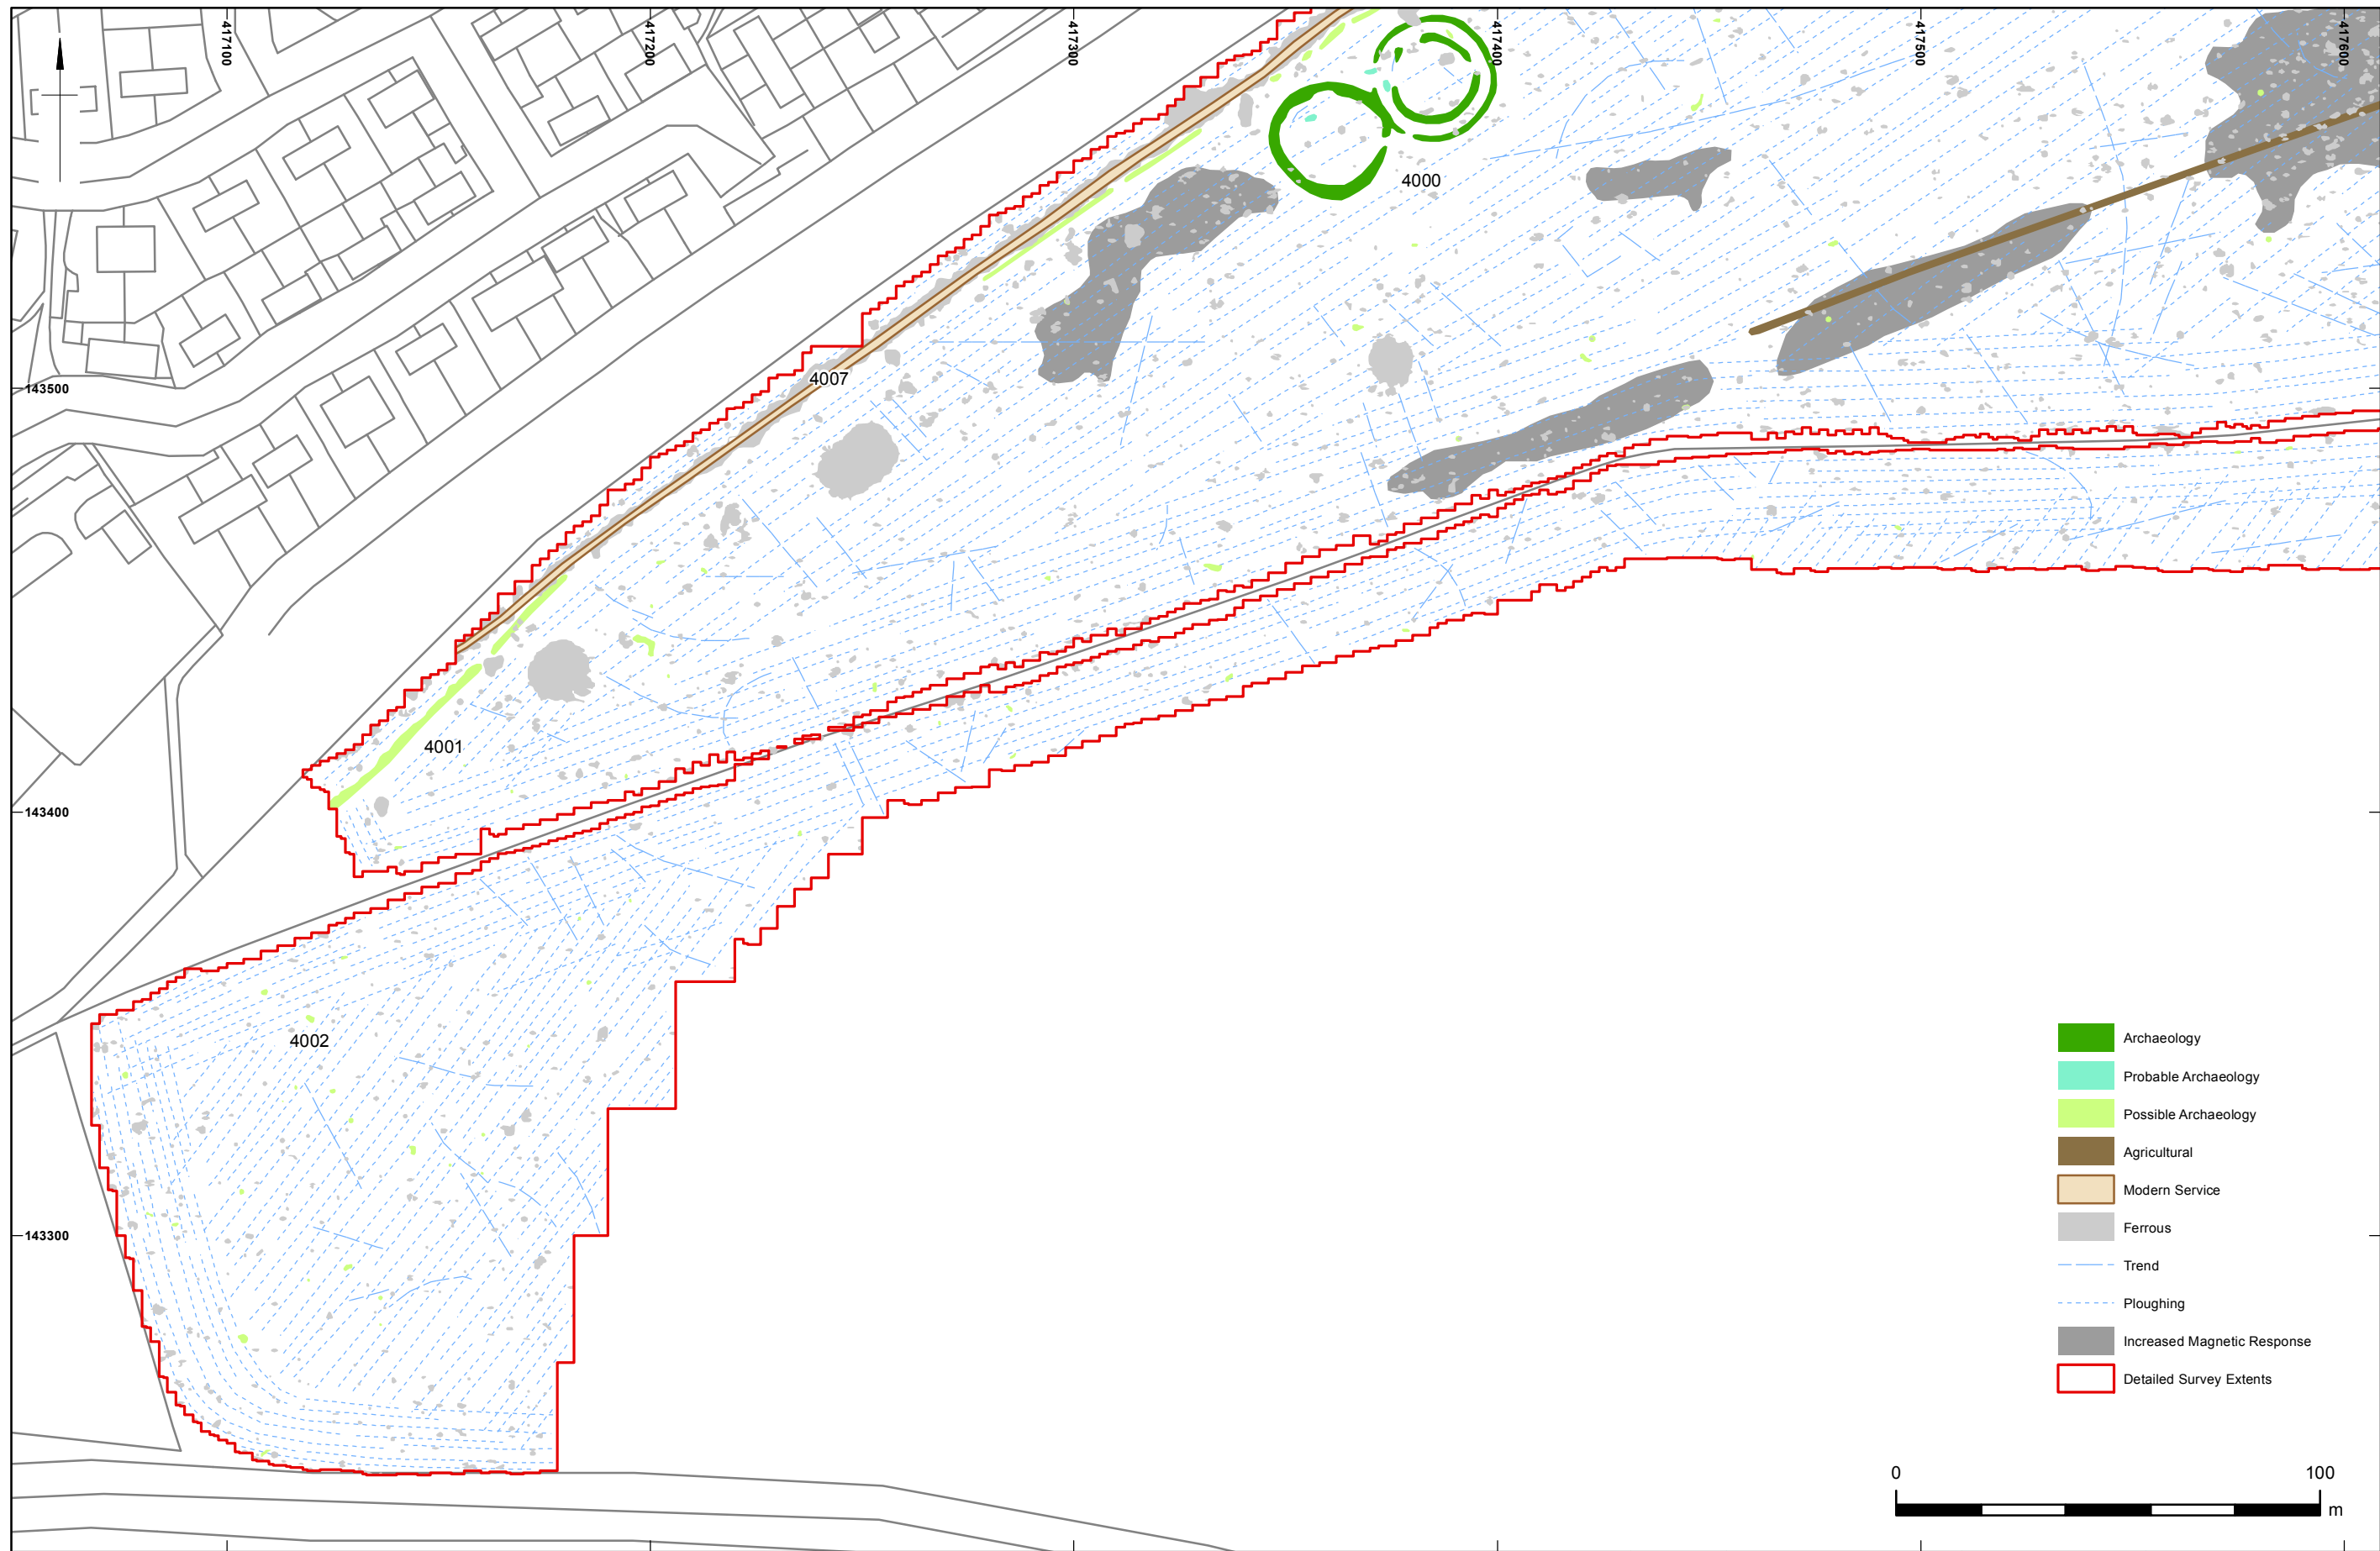 417100
417200
417300
417400
417500
417600
4000
4007
143500
4001
143400
4002
143300
Archaeology
Probable Archaeology
Possible Archaeology
Agricultural
Modern Service
Ferrous
Trend
Ploughing
Increased Magnetic Response
Detailed Survey Extents
0 100
m